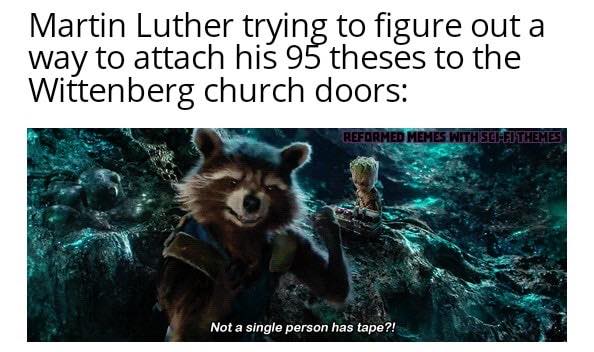 Martin Luther trying to figure out a
way to attach his 95 theses to the
Wittenberg church doors:
REFORMED MEMES WITH SCI-FI THEMES
Not a single person has tape?!